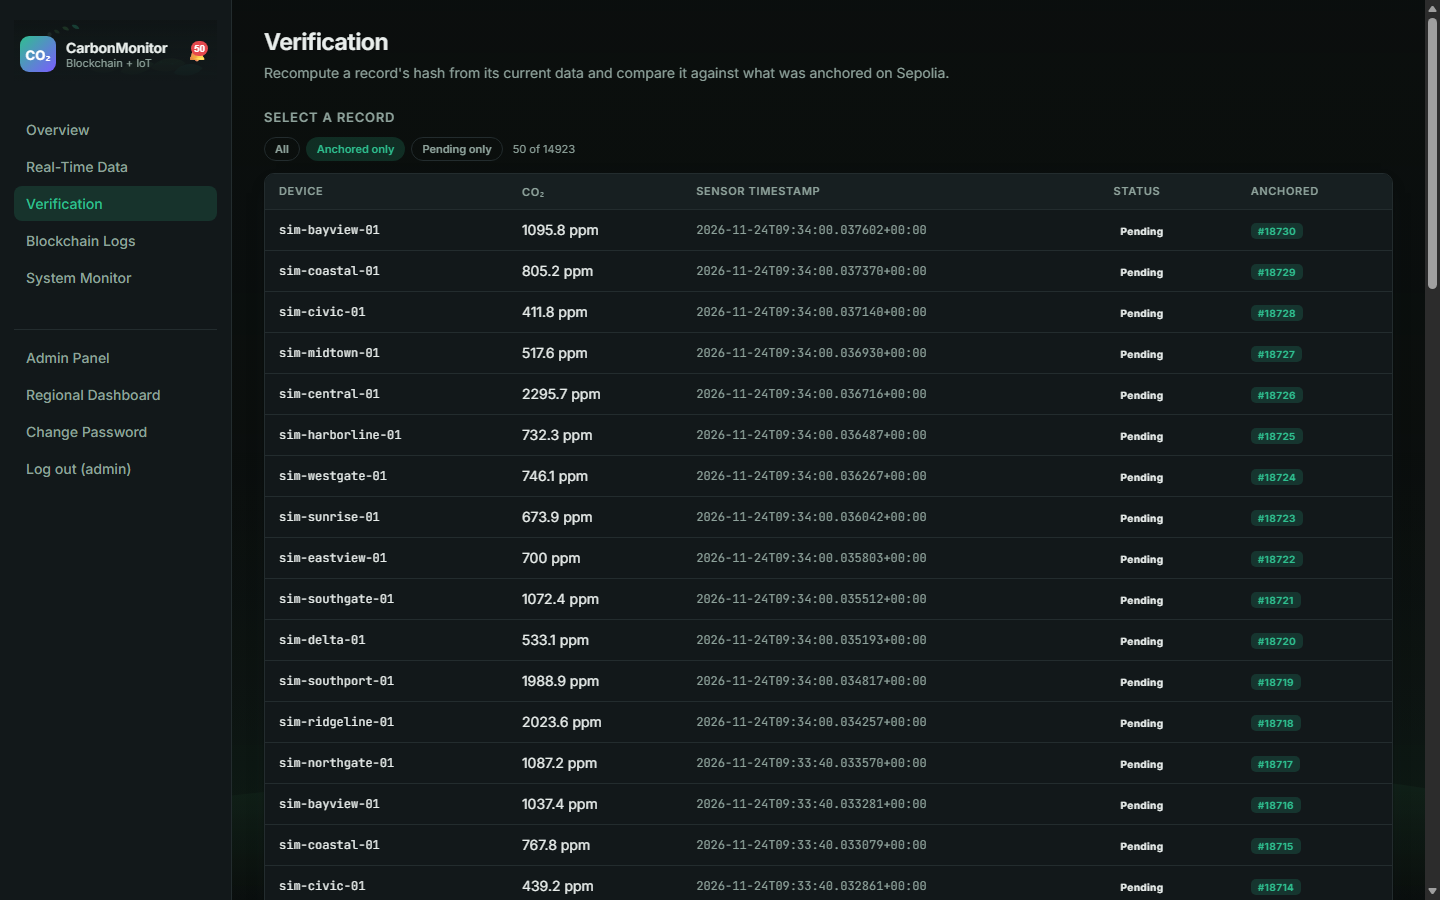 CO₂
CarbonMonitor
Blockchain + IoT
50
Overview
Real-Time Data
Verification
Blockchain Logs
System Monitor
Admin Panel
Regional Dashboard
Change Password
Log out (admin)
Verification
Recompute a record's hash from its current data and compare it against what was anchored on Sepolia.
SELECT A RECORD
All Anchored only Pending only 50 of 14923
DEVICE CO₂ SENSOR TIMESTAMP STATUS ANCHORED
sim-bayview-01 1095.8 ppm 2026-11-24T09:34:00.037602+00:00 Pending #18730
sim-coastal-01 805.2 ppm 2026-11-24T09:34:00.037370+00:00 Pending #18729
sim-civic-01 411.8 ppm 2026-11-24T09:34:00.037140+00:00 Pending #18728
sim-midtown-01 517.6 ppm 2026-11-24T09:34:00.036930+00:00 Pending #18727
sim-central-01 2295.7 ppm 2026-11-24T09:34:00.036716+00:00 Pending #18726
sim-harborline-01 732.3 ppm 2026-11-24T09:34:00.036487+00:00 Pending #18725
sim-westgate-01 746.1 ppm 2026-11-24T09:34:00.036267+00:00 Pending #18724
sim-sunrise-01 673.9 ppm 2026-11-24T09:34:00.036042+00:00 Pending #18723
sim-eastview-01 700 ppm 2026-11-24T09:34:00.035803+00:00 Pending #18722
sim-southgate-01 1072.4 ppm 2026-11-24T09:34:00.035512+00:00 Pending #18721
sim-delta-01 533.1 ppm 2026-11-24T09:34:00.035193+00:00 Pending #18720
sim-southport-01 1988.9 ppm 2026-11-24T09:34:00.034817+00:00 Pending #18719
sim-ridgeline-01 2023.6 ppm 2026-11-24T09:34:00.034257+00:00 Pending #18718
sim-northgate-01 1087.2 ppm 2026-11-24T09:33:40.033570+00:00 Pending #18717
sim-bayview-01 1037.4 ppm 2026-11-24T09:33:40.033281+00:00 Pending #18716
sim-coastal-01 767.8 ppm 2026-11-24T09:33:40.033079+00:00 Pending #18715
sim-civic-01 439.2 ppm 2026-11-24T09:33:40.032861+00:00 Pending #18714